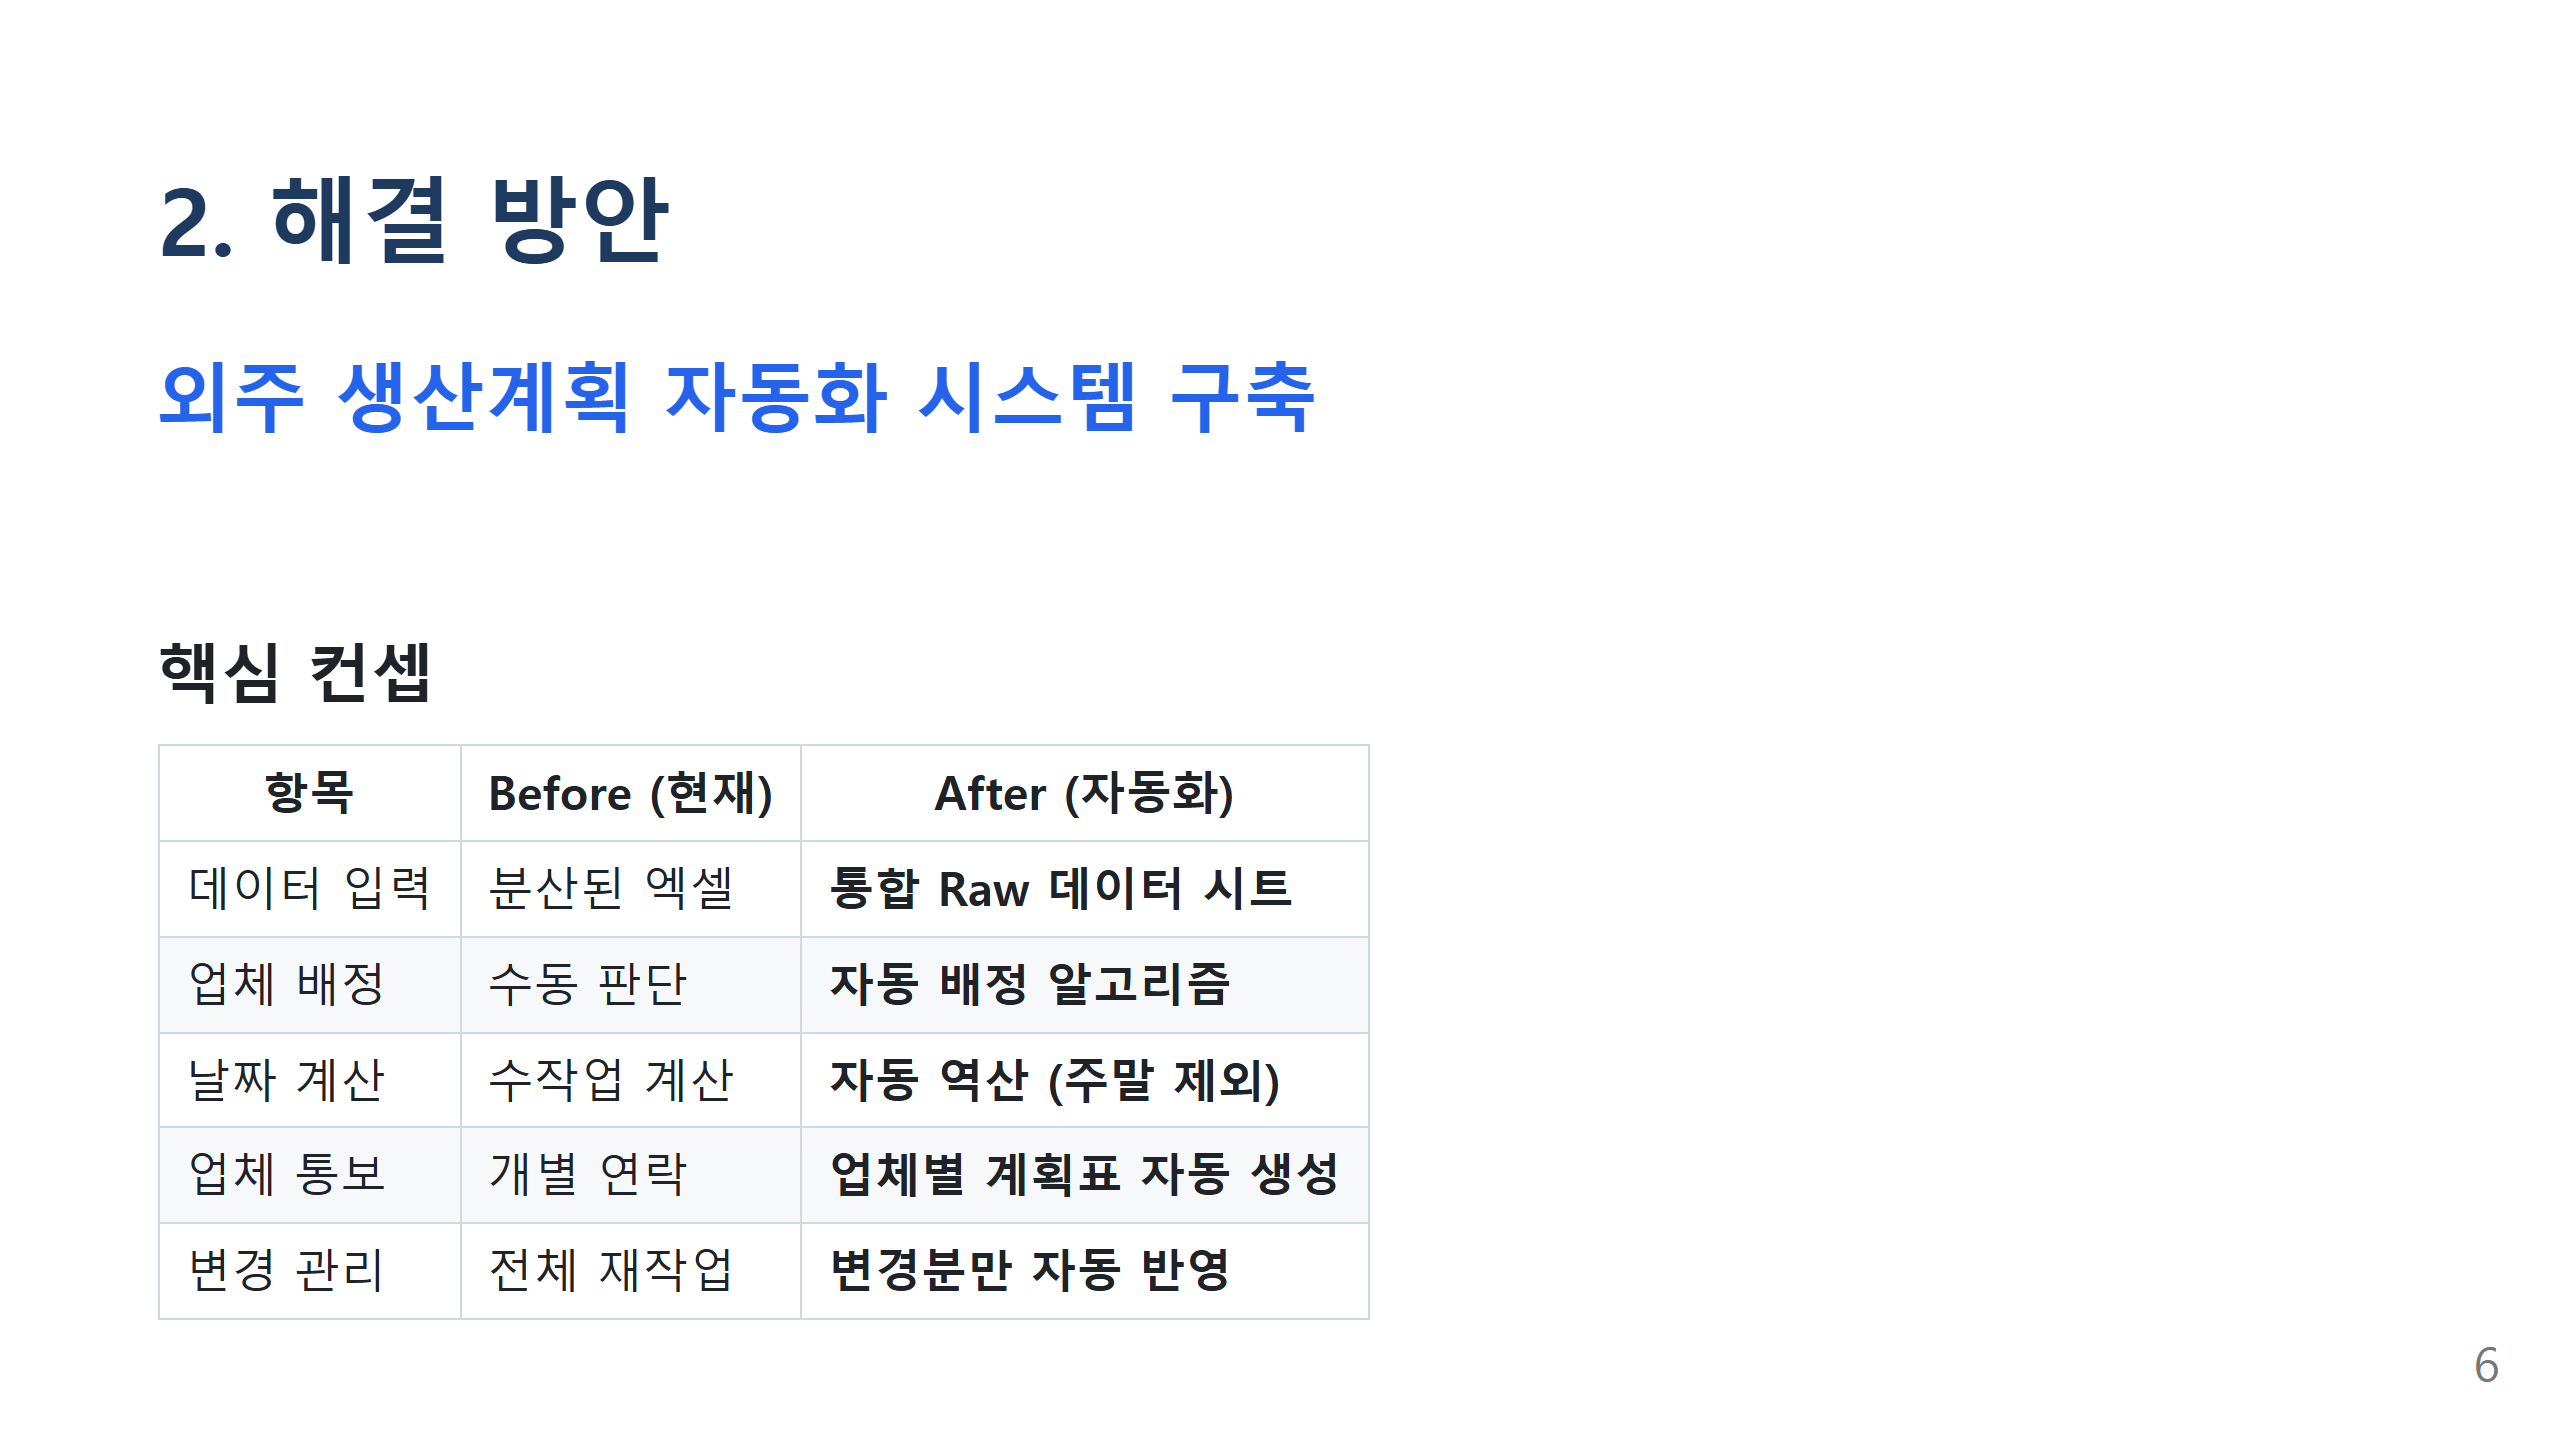 2. 해결 방안
외주 생산계획 자동화 시스템 구축
핵심 컨셉
항목 Before (현재) After (자동화)
데이터 입력 분산된 엑셀 통합 Raw 데이터 시트
업체 배정 수동 판단 자동 배정 알고리즘
날짜 계산 수작업 계산 자동 역산 (주말 제외)
업체 통보 개별 연락 업체별 계획표 자동 생성
변경 관리 전체 재작업 변경분만 자동 반영
6